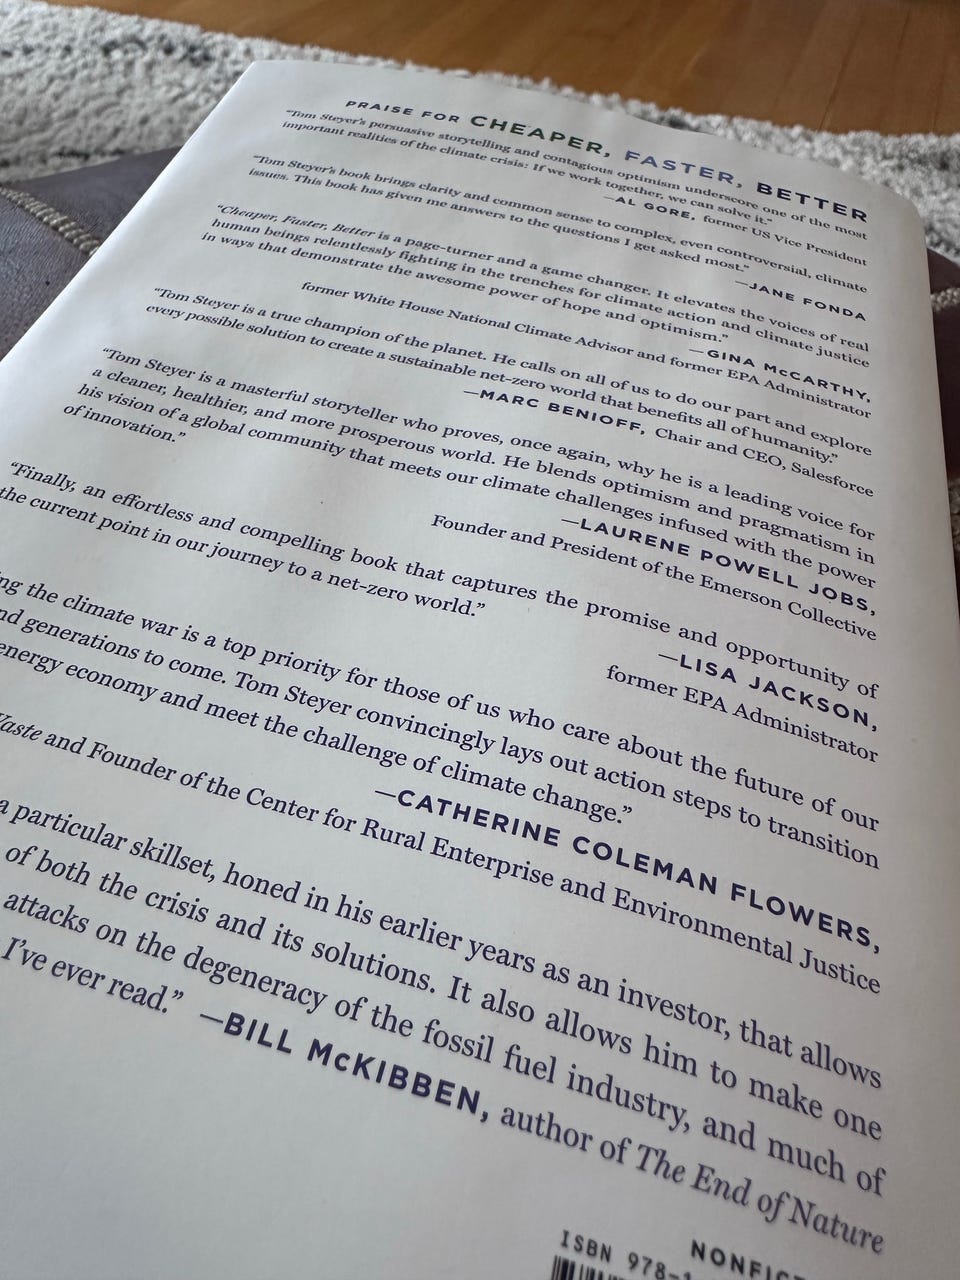 PRAISE FOR CHEAPER, FASTER, BETTER
“Tom Steyer’s persuasive storytelling and contagious optimism underscore one of the most
important realities of the climate crisis: If we work together, we can solve it.”
—AL GORE, former US Vice President
“Tom Steyer’s book brings clarity and common sense to complex, even controversial, climate
issues. This book has given me answers to the questions I get asked most.”
—JANE FONDA
“Cheaper, Faster, Better is a page-turner and a game changer. It elevates the voices of real
human beings relentlessly fighting in the trenches for climate action and climate justice
in ways that demonstrate the awesome power of hope and optimism.”
—GINA McCARTHY,
former White House National Climate Advisor and former EPA Administrator
“Tom Steyer is a true champion of the planet. He calls on all of us to do our part and explore
every possible solution to create a sustainable net-zero world that benefits all of humanity.”
—MARC BENIOFF, Chair and CEO, Salesforce
“Tom Steyer is a masterful storyteller who proves, once again, why he is a leading voice for
a cleaner, healthier, and more prosperous world. He blends optimism and pragmatism in
his vision of a global community that meets our climate challenges infused with the power
of innovation.”
—LAURENE POWELL JOBS,
Founder and President of the Emerson Collective
“Finally, an effortless and compelling book that captures the promise and opportunity of
the current point in our journey to a net-zero world.”
—LISA JACKSON,
former EPA Administrator
ng the climate war is a top priority for those of us who care about the future of our
nd generations to come. Tom Steyer convincingly lays out action steps to transition
energy economy and meet the challenge of climate change.”
—CATHERINE COLEMAN FLOWERS,
Waste and Founder of the Center for Rural Enterprise and Environmental Justice
a particular skillset, honed in his earlier years as an investor, that allows
of both the crisis and its solutions. It also allows him to make one
attacks on the degeneracy of the fossil fuel industry, and much of
I’ve ever read.” —BILL McKIBBEN, author of The End of Nature
NONFIC
ISBN 978-1